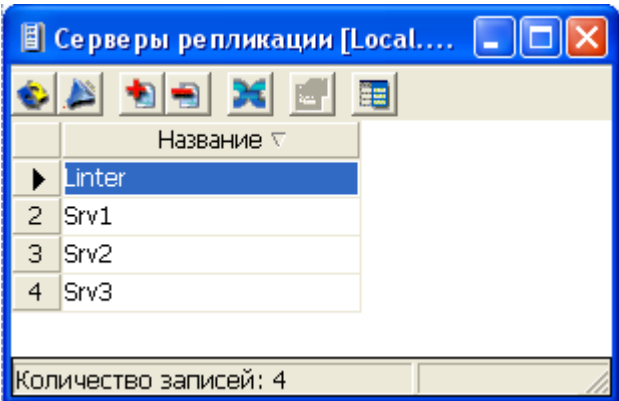 Серверы репликации [Local....
Название
Linter
2 Srv1
3 Srv2
4 Srv3
Количество записей: 4